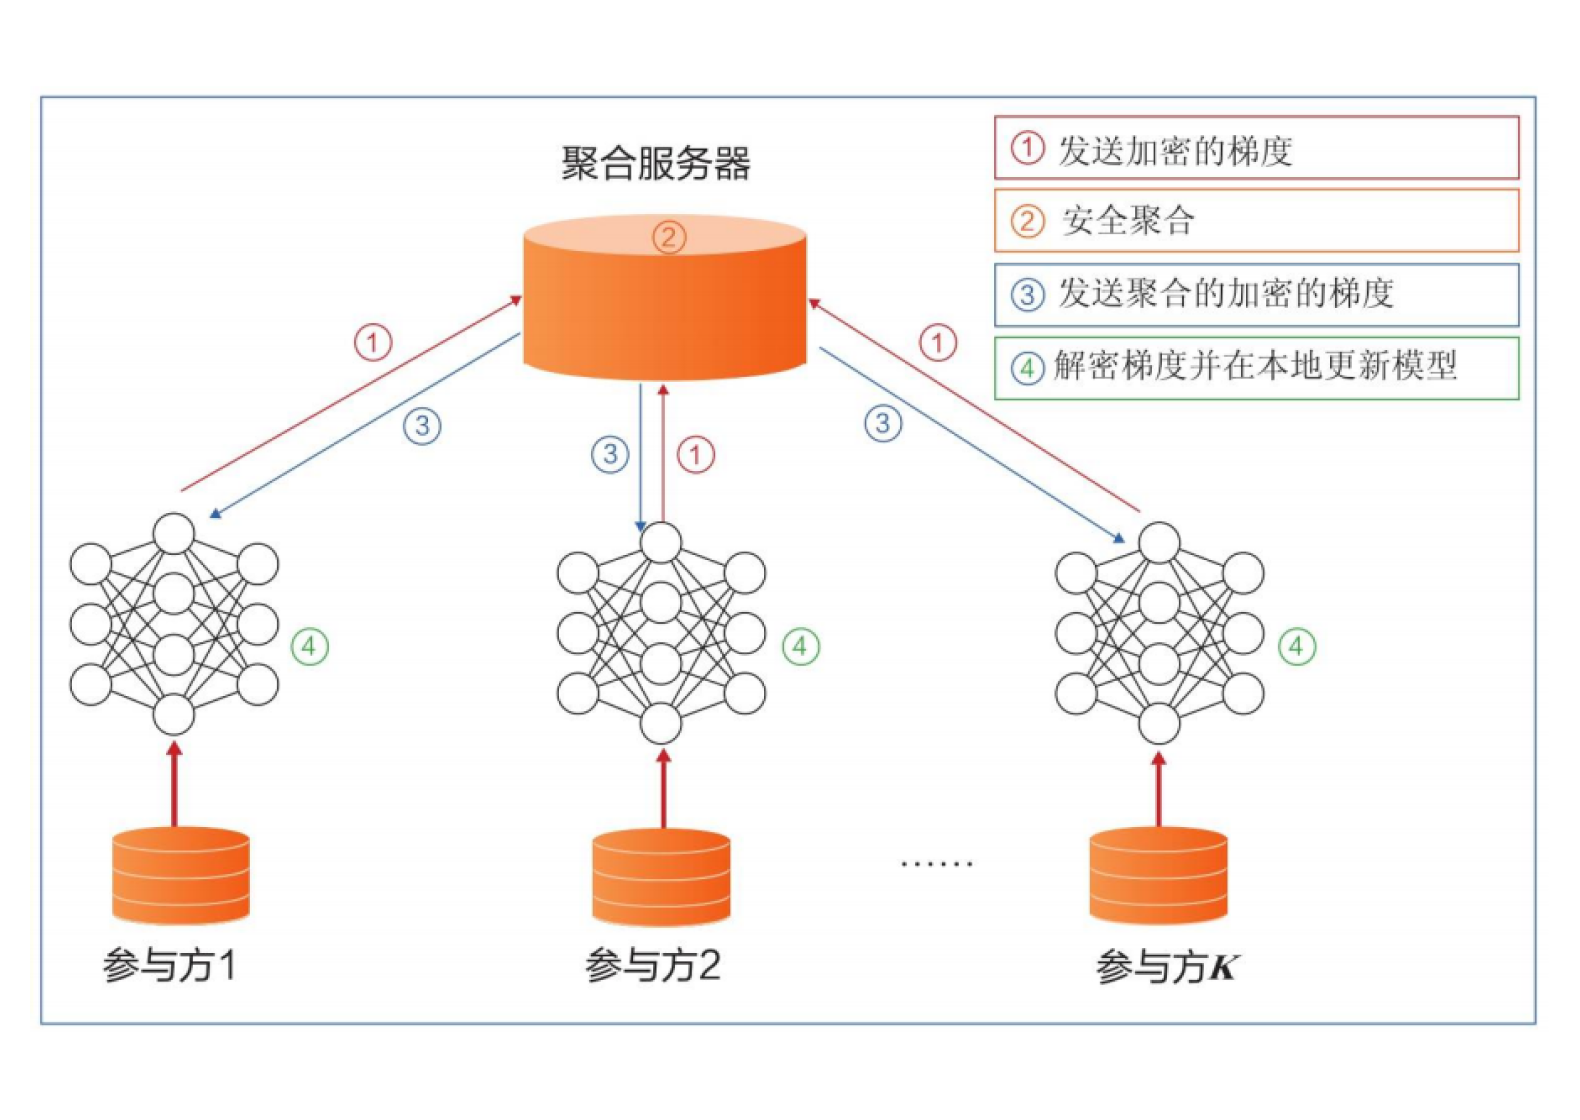 聚合服务器
① 发送加密的梯度
② 安全聚合
③ 发送聚合的加密的梯度
④ 解密梯度并在本地更新模型
②
①
①
③
③
③
①
④
④
④
……
参与方1
参与方2
参与方K